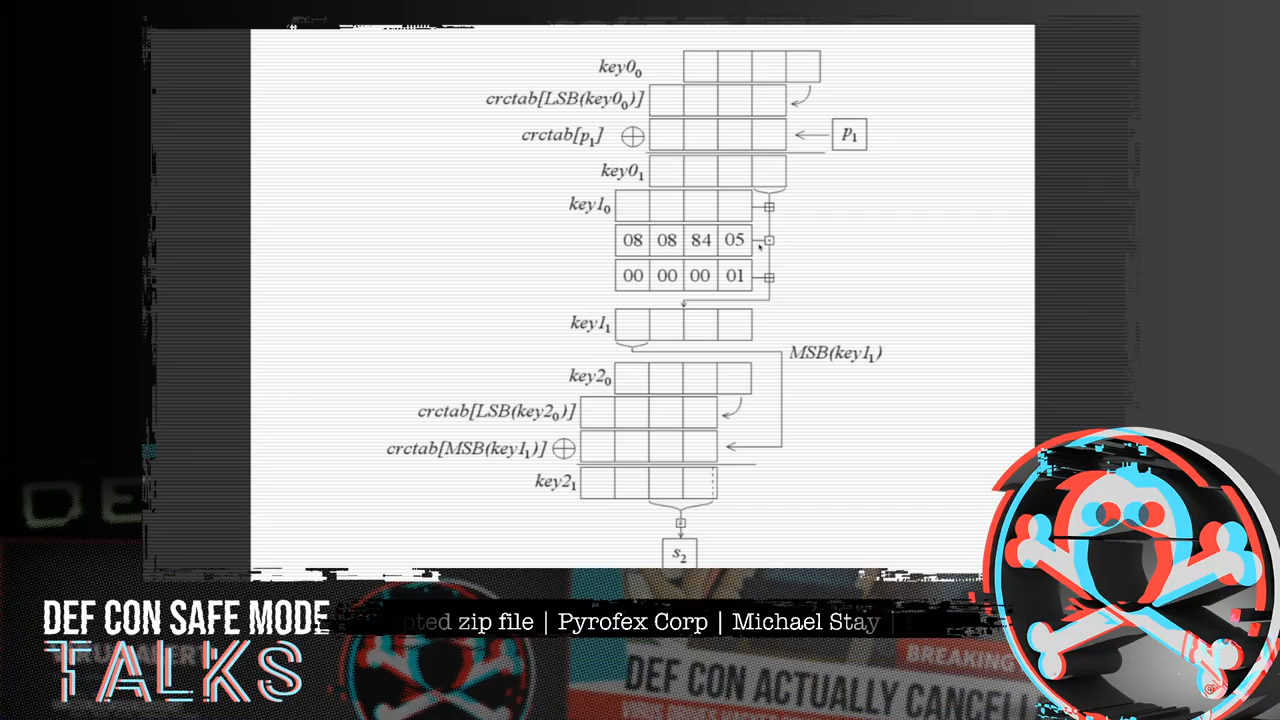 key0₀
crctab[LSB(key0₀)]
crctab[p₁] ⊕ p₁
key0₁
key1₀
08 08 84 05
00 00 00 01
key1₁
MSB(key1₁)
key2₀
crctab[LSB(key2₀)]
crctab[MSB(key1₁)] ⊕
key2₁
s₂
DEF CON SAFE MODE
TALKS
pted zip file | Pyrofex Corp | Michael Stay
BREAKING
DEF CON ACTUALLY CANCELL